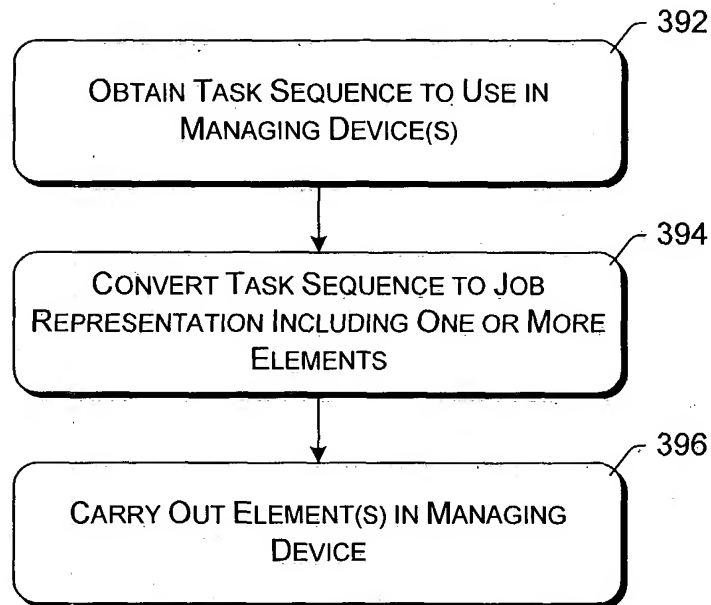 392
OBTAIN TASK SEQUENCE TO USE IN
MANAGING DEVICE(S)
394
CONVERT TASK SEQUENCE TO JOB
REPRESENTATION INCLUDING ONE OR MORE
ELEMENTS
396
CARRY OUT ELEMENT(S) IN MANAGING
DEVICE